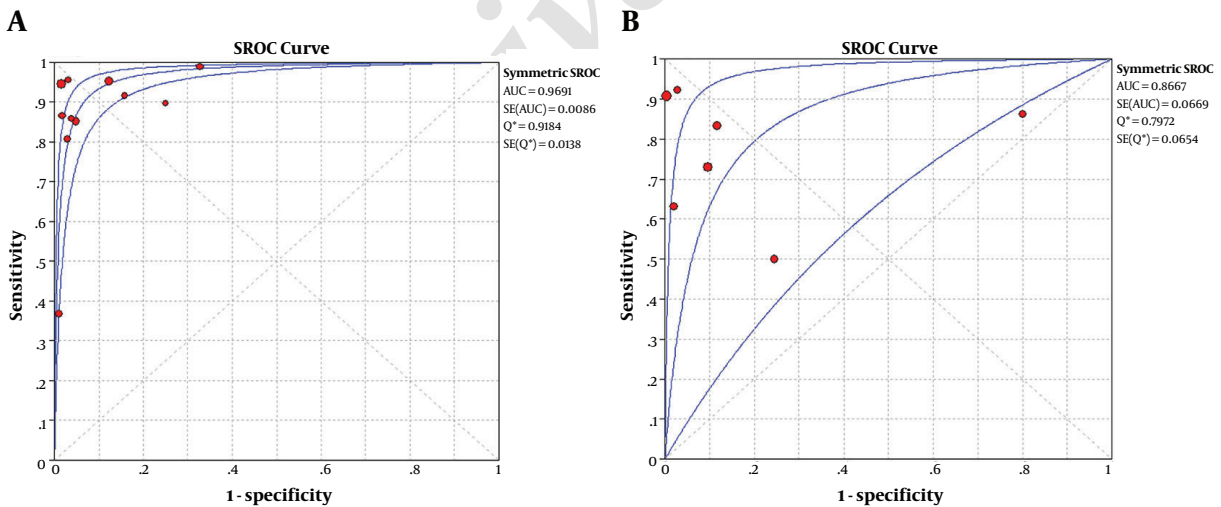 A
SROC Curve
Sensitivity
1
.9
.8
.7
.6
.5
.4
.3
.2
.1
0
0 .2 .4 .6 .8 1
1 - specificity
Symmetric SROC
AUC = 0.9691
SE(AUC) = 0.0086
Q* = 0.9184
SE(Q*) = 0.0138
B
SROC Curve
Sensitivity
1
.9
.8
.7
.6
.5
.4
.3
.2
.1
0
0 .2 .4 .6 .8 1
1 - specificity
Symmetric SROC
AUC = 0.8667
SE(AUC) = 0.0669
Q* = 0.7972
SE(Q*) = 0.0654